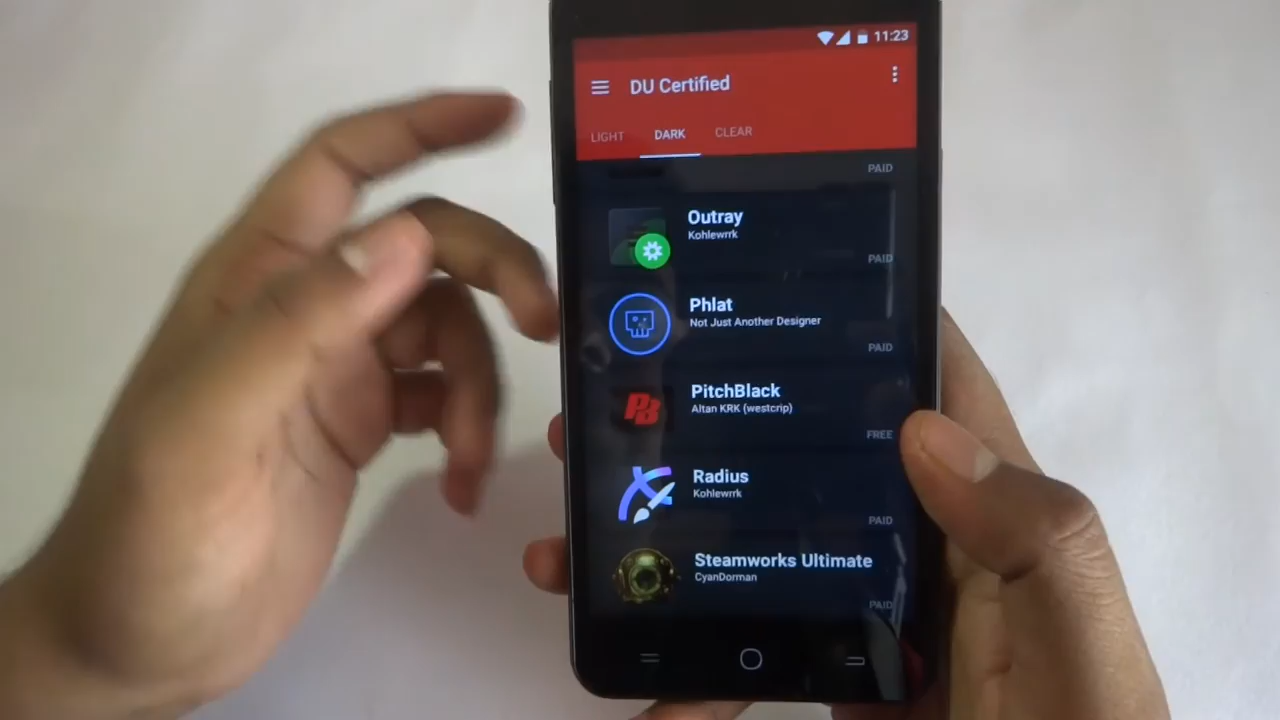 11:23
DU Certified
LIGHT DARK CLEAR
PAID
Outray
Kohlewrrk
PAID
Phlat
Not Just Another Designer
PAID
PitchBlack
Altan KRK (westcrip)
FREE
PB
Radius
Kohlewrrk
PAID
Steamworks Ultimate
CyanDorman
PAID